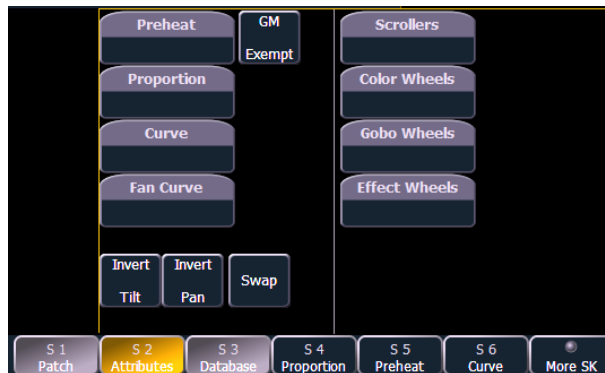 Preheat
GM
Exempt
Scrollers
Proportion
Color Wheels
Curve
Gobo Wheels
Fan Curve
Effect Wheels
Invert
Tilt
Invert
Pan
Swap
S 1
Patch
S 2
Attributes
S 3
Database
S 4
Proportion
S 5
Preheat
S 6
Curve
More SK